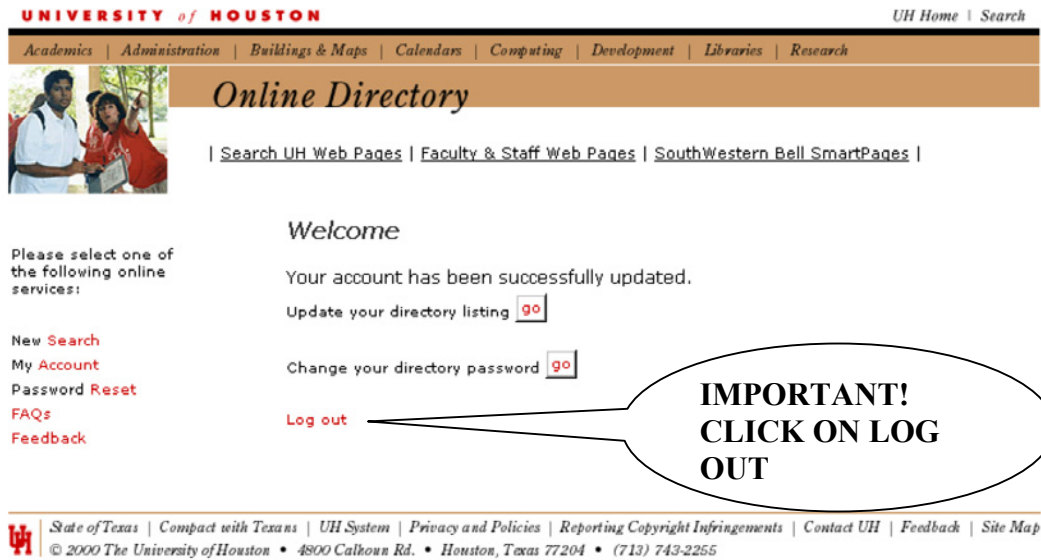 UNIVERSITY of HOUSTON
UH Home | Search
Academics | Administration | Buildings & Maps | Calendars | Computing | Development | Libraries | Research
Online Directory
| Search UH Web Pages | Faculty & Staff Web Pages | SouthWestern Bell SmartPages |
Please select one of
the following online
services:
New Search
My Account
Password Reset
FAQs
Feedback
Welcome
Your account has been successfully updated.
Update your directory listing go
Change your directory password go
Log out
IMPORTANT!
CLICK ON LOG
OUT
UH
State of Texas | Compact with Texans | UH System | Privacy and Policies | Reporting Copyright Infringements | Contact UH | Feedback | Site Map
© 2000 The University of Houston • 4800 Calhoun Rd. • Houston, Texas 77204 • (713) 743-2255